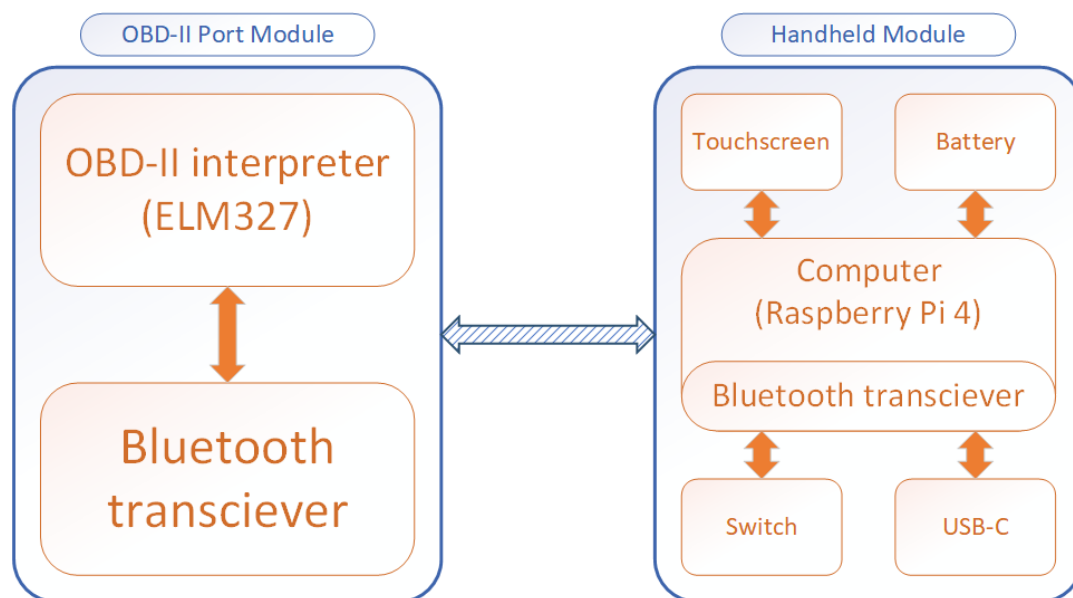 OBD-II Port Module
OBD-II interpreter
(ELM327)
Bluetooth
transciever
Handheld Module
Touchscreen
Battery
Computer
(Raspberry Pi 4)
Bluetooth transciever
Switch
USB-C